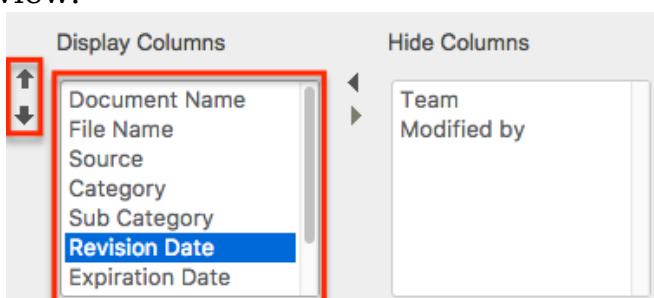 view.
Display Columns
Hide Columns
Document Name
File Name
Source
Category
Sub Category
Revision Date
Expiration Date
Team
Modified by